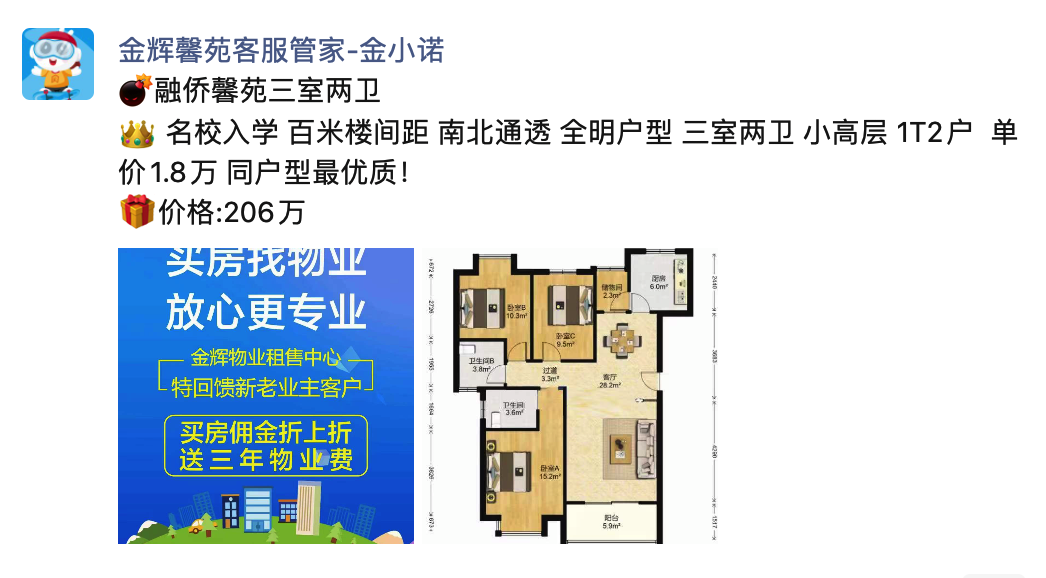 金辉馨苑客服管家-金小诺
💣融侨馨苑三室两卫
👑 名校入学 百米楼间距 南北通透 全明户型 三室两卫 小高层 1T2户 单
价1.8万 同户型最优质！
🎁价格:206万
买房找物业
放心更专业
金辉物业租售中心
特回馈新老业主客户
买房佣金折上折
送三年物业费
厨房
6.0m²
储物间
2.3m²
卧室B
10.3m²
卧室C
9.5m²
卫生间B
3.8m²
过道
3.3m²
客厅
28.2m²
卫生间
3.6m²
卧室A
15.2m²
阳台
5.9m²